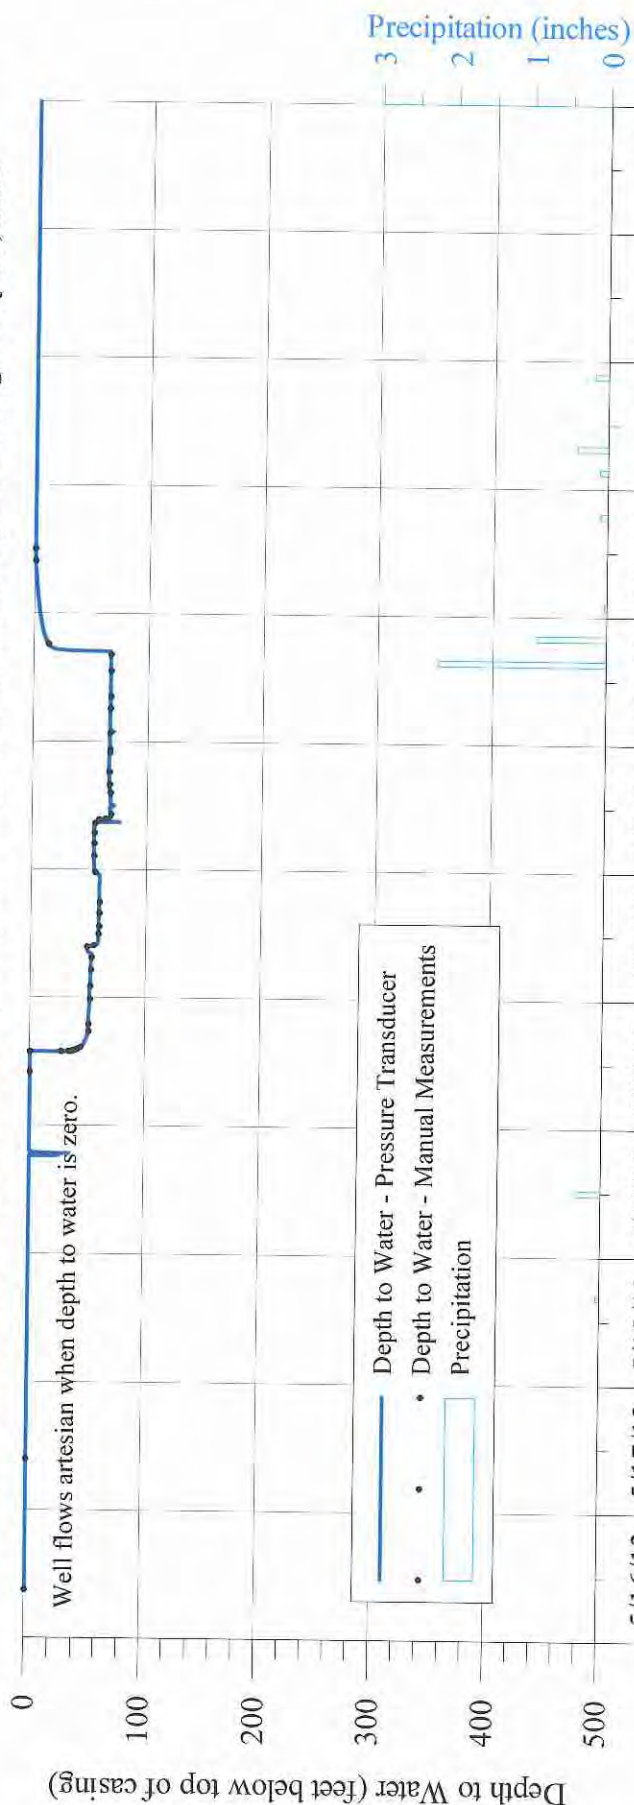 Depth to Water (feet below top of casing)
0
100
200
300
400
500
Well flows artesian when depth to water is zero.
Depth to Water - Pressure Transducer
Depth to Water - Manual Measurements
Precipitation
Precipitation (inches)
3
2
1
0